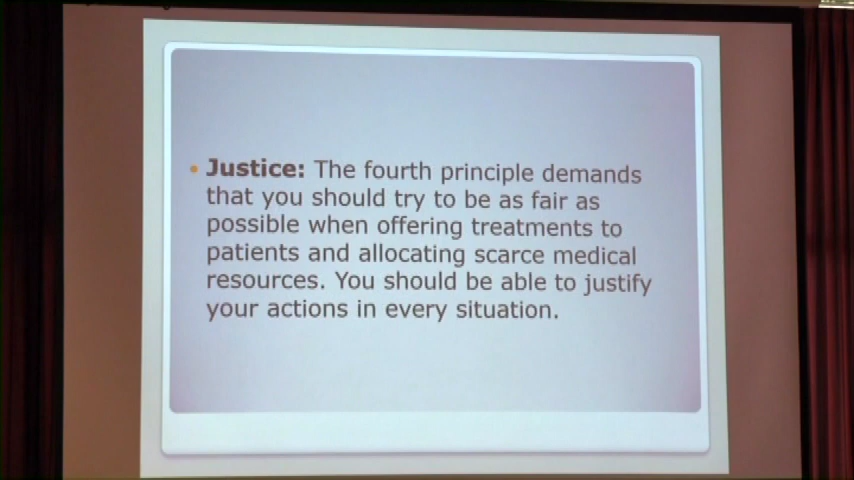 • Justice: The fourth principle demands
that you should try to be as fair as
possible when offering treatments to
patients and allocating scarce medical
resources. You should be able to justify
your actions in every situation.